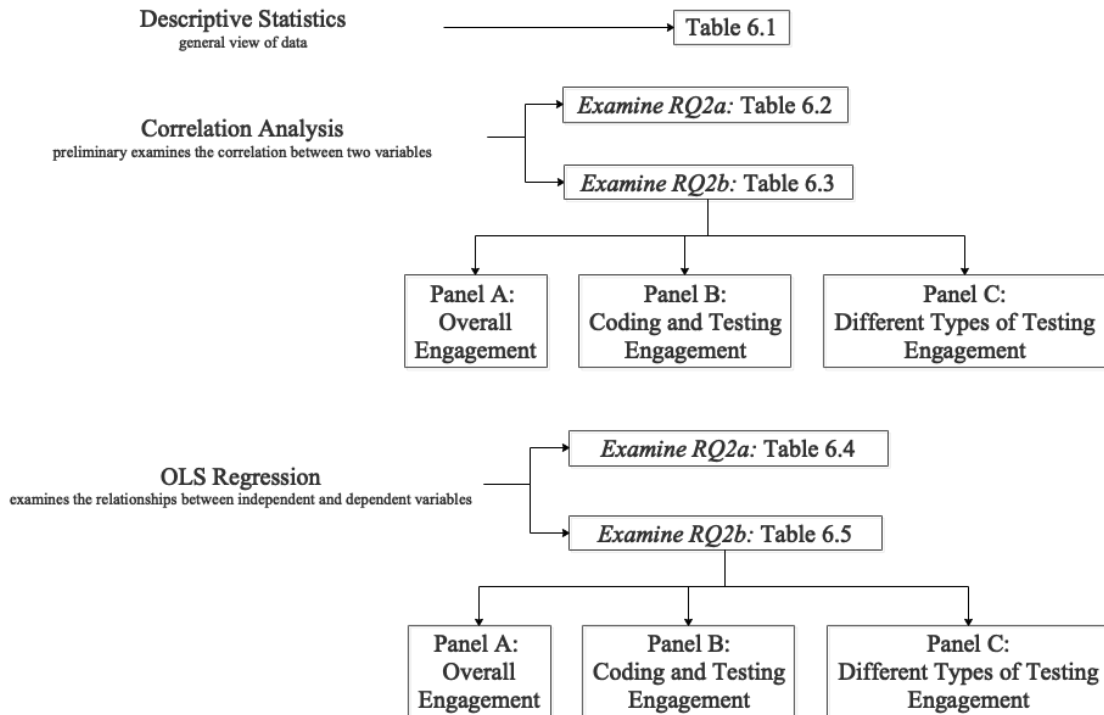 Descriptive Statistics
general view of data
Table 6.1
Correlation Analysis
preliminary examines the correlation between two variables
Examine RQ2a: Table 6.2
Examine RQ2b: Table 6.3
Panel A:
Overall
Engagement
Panel B:
Coding and Testing
Engagement
Panel C:
Different Types of Testing
Engagement
OLS Regression
examines the relationships between independent and dependent variables
Examine RQ2a: Table 6.4
Examine RQ2b: Table 6.5
Panel A:
Overall
Engagement
Panel B:
Coding and Testing
Engagement
Panel C:
Different Types of Testing
Engagement